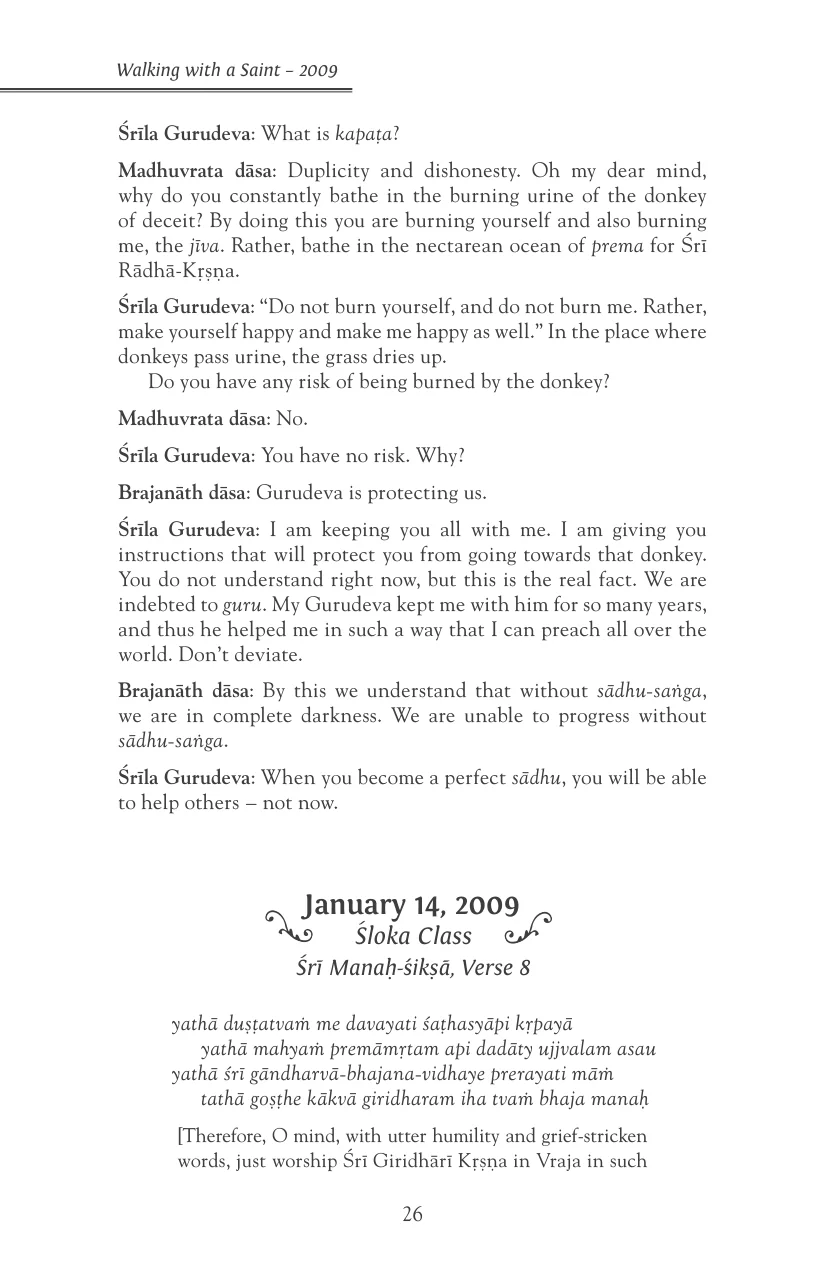 Walking with a Saint – 2009
Śrīla Gurudeva: What is kapaṭa?
Madhuvrata dāsa: Duplicity and dishonesty. Oh my dear mind,
why do you constantly bathe in the burning urine of the donkey
of deceit? By doing this you are burning yourself and also burning
me, the jīva. Rather, bathe in the nectarean ocean of prema for Śrī
Rādhā-Kṛṣṇa.
Śrīla Gurudeva: “Do not burn yourself, and do not burn me. Rather,
make yourself happy and make me happy as well.” In the place where
donkeys pass urine, the grass dries up.
Do you have any risk of being burned by the donkey?
Madhuvrata dāsa: No.
Śrīla Gurudeva: You have no risk. Why?
Brajanāth dāsa: Gurudeva is protecting us.
Śrīla Gurudeva: I am keeping you all with me. I am giving you
instructions that will protect you from going towards that donkey.
You do not understand right now, but this is the real fact. We are
indebted to guru. My Gurudeva kept me with him for so many years,
and thus he helped me in such a way that I can preach all over the
world. Don’t deviate.
Brajanāth dāsa: By this we understand that without sādhu-saṅga,
we are in complete darkness. We are unable to progress without
sādhu-saṅga.
Śrīla Gurudeva: When you become a perfect sādhu, you will be able
to help others – not now.
January 14, 2009
Śloka Class
Śrī Manaḥ-śikṣā, Verse 8
yathā duṣṭatvaṁ me davayati śaṭhasyāpi kṛpayā
yathā mahyaṁ premāmṛtam api dadāty ujjvalam asau
yathā śrī gāndharvā-bhajana-vidhaye prerayati māṁ
tathā goṣṭhe kākvā giridharam iha tvaṁ bhaja manaḥ
[Therefore, O mind, with utter humility and grief-stricken
words, just worship Śrī Giridhārī Kṛṣṇa in Vraja in such
26